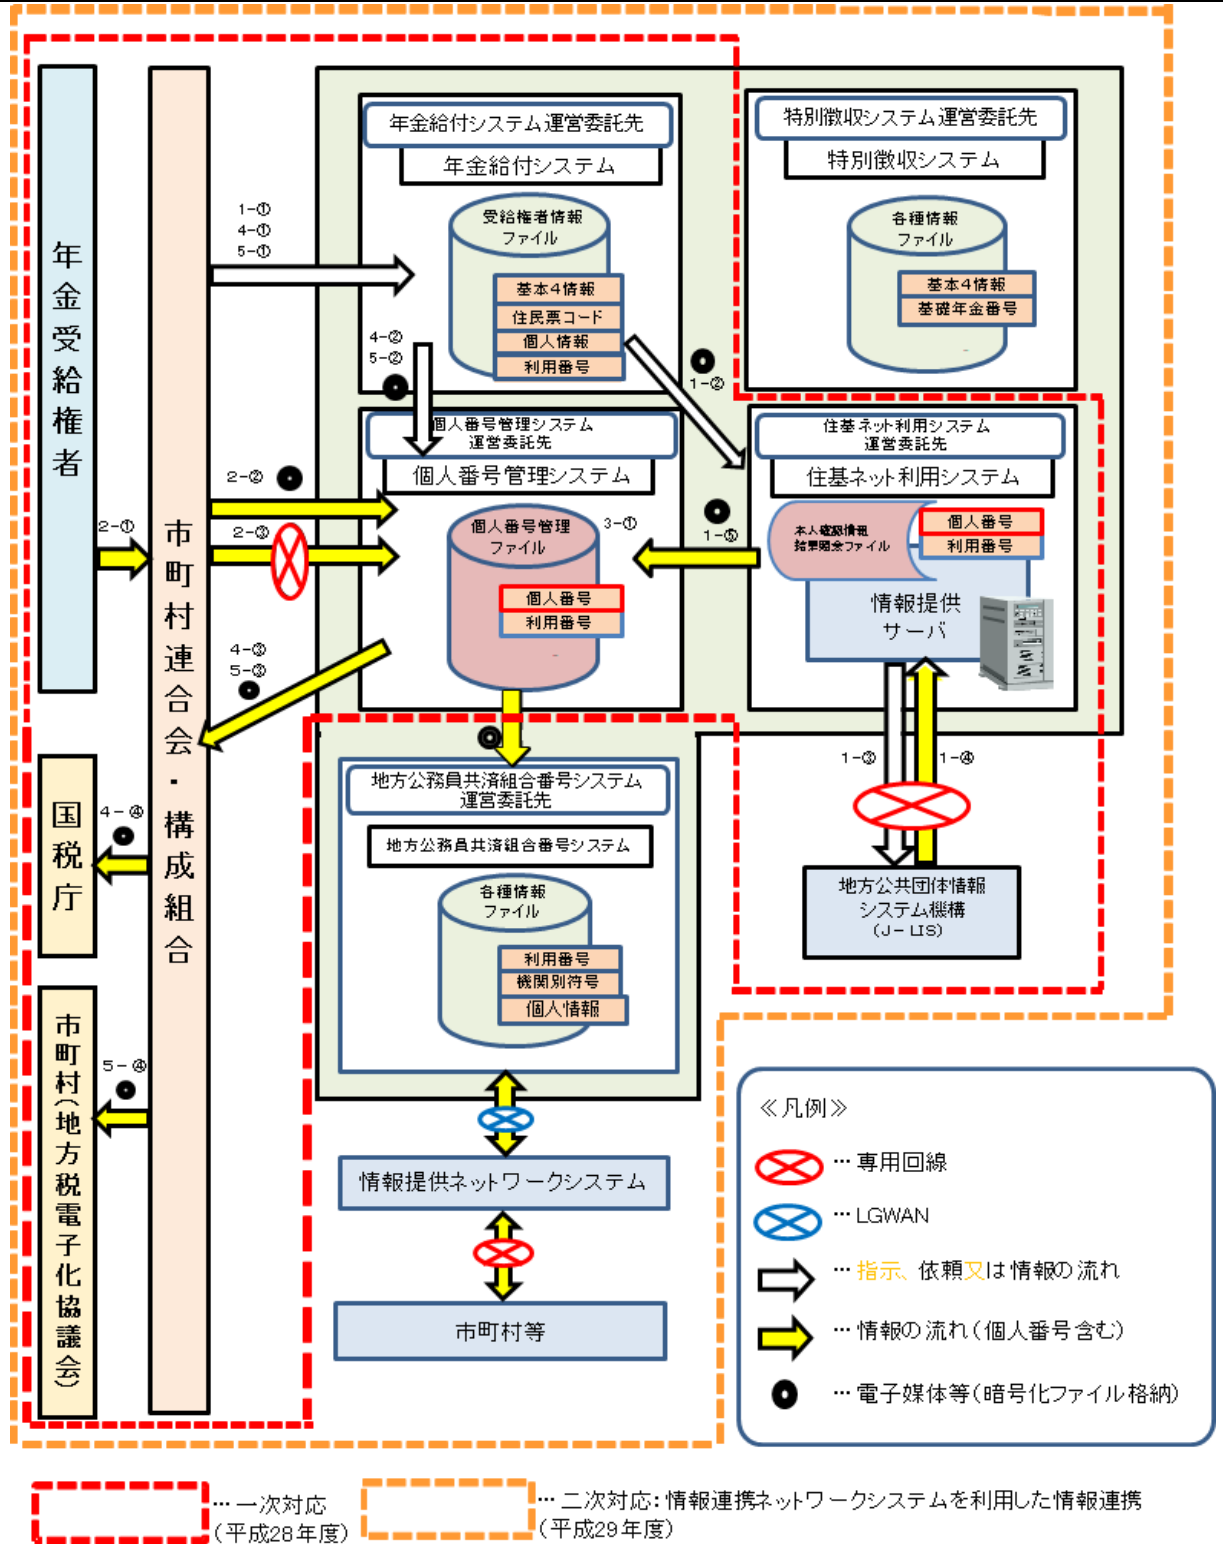 年金受給権者
市町村連合会・構成組合
国税庁
市町村(地方税電子化協議会)
年金給付システム運営委託先
年金給付システム
受給権者情報
ファイル
基本4情報
住民票コード
個人情報
利用番号
特別徴収システム運営委託先
特別徴収システム
各種情報
ファイル
基本4情報
基礎年金番号
1-①
4-①
5-①
4-②
5-②
1-②
個人番号管理システム
運営委託先
個人番号管理システム
個人番号管理
ファイル
個人番号
利用番号
3-①
住基ネット利用システム
運営委託先
住基ネット利用システム
本人確認情報
結果照会ファイル
個人番号
利用番号
情報提供
サーバ
1-⑤
2-①
2-②
2-③
4-③
5-③
1-③
1-④
4-④
5-④
地方公務員共済組合番号システム
運営委託先
地方公務員共済組合番号システム
各種情報
ファイル
利用番号
機関別符号
個人情報
地方公共団体情報
システム機構
(J-LIS)
情報提供ネットワークシステム
市町村等
≪凡例≫
…専用回線
…LGWAN
…指示、依頼又は情報の流れ
…情報の流れ(個人番号含む)
…電子媒体等(暗号化ファイル格納)
…一次対応
(平成28年度)
…二次対応:情報連携ネットワークシステムを利用した情報連携
(平成29年度)